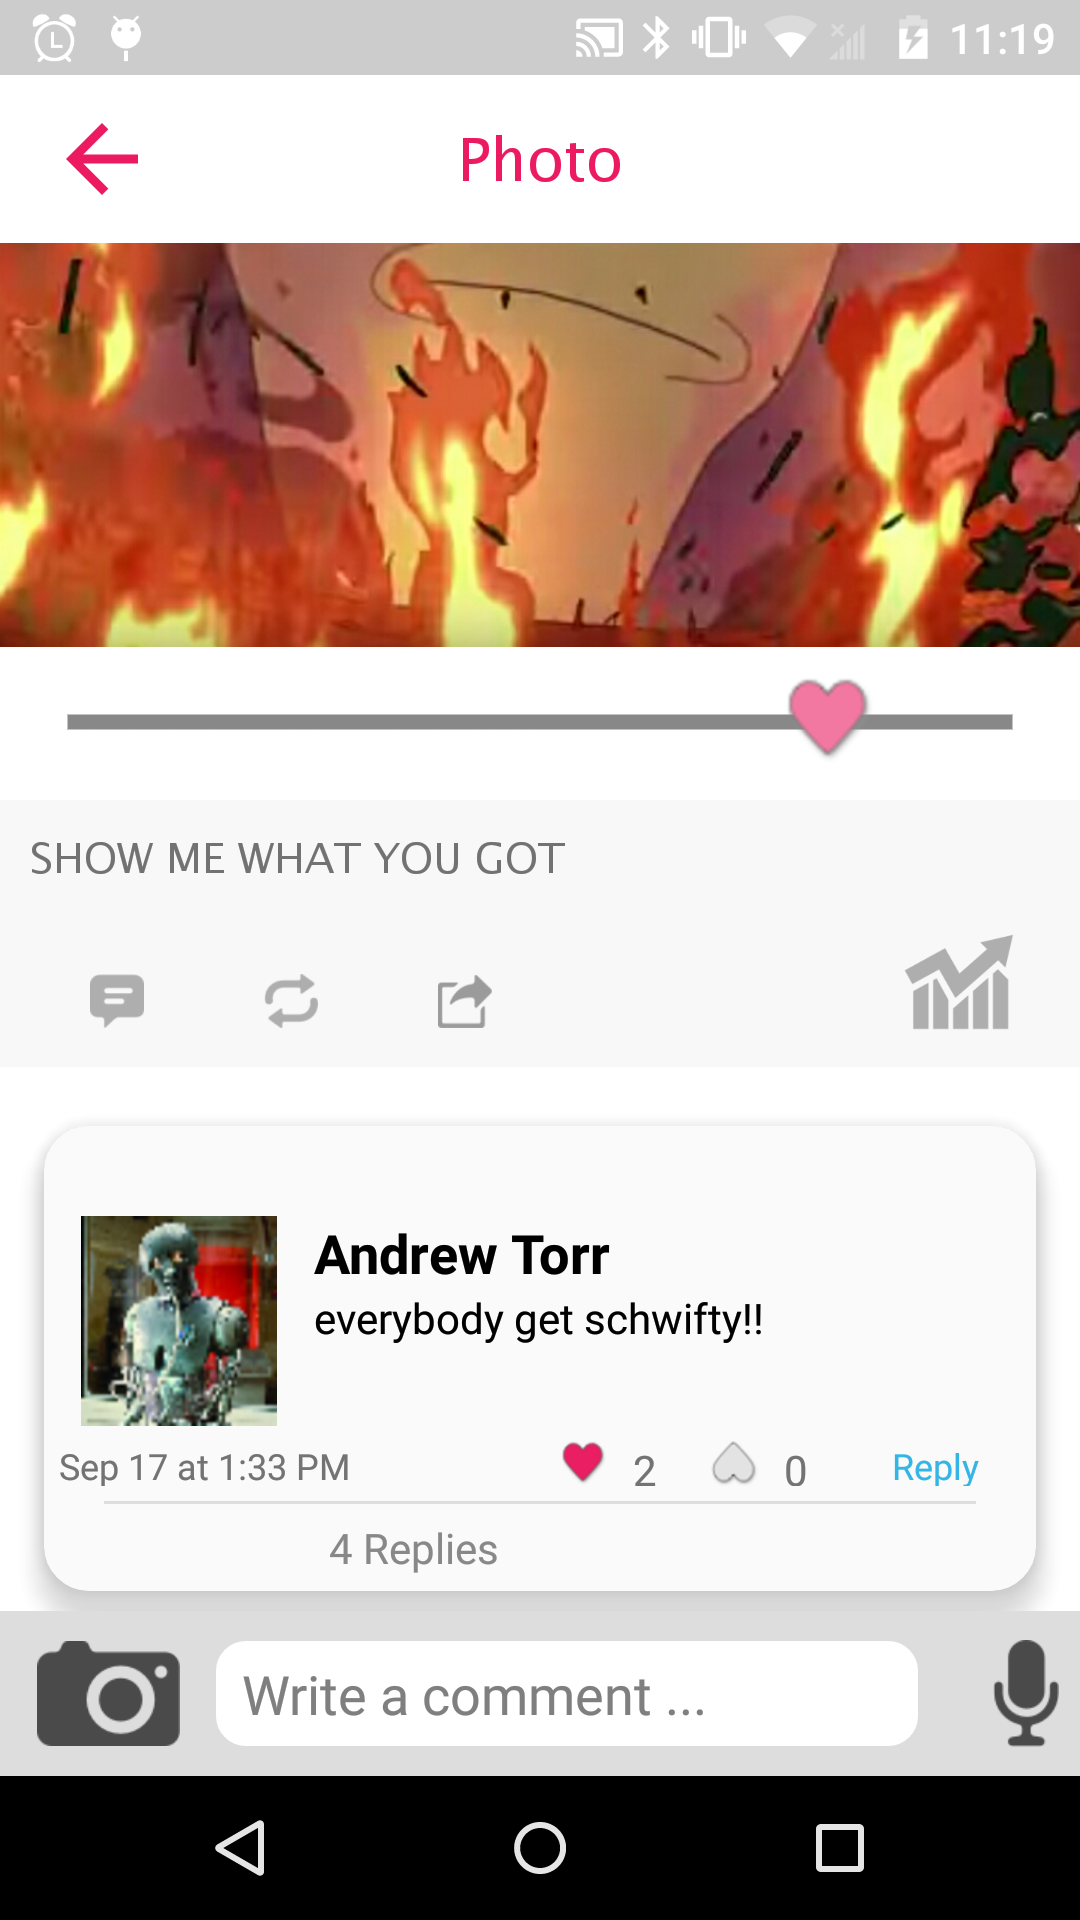 11:19
Photo
SHOW ME WHAT YOU GOT
Andrew Torr
everybody get schwifty!!
Sep 17 at 1:33 PM 2 0 Reply
4 Replies
Write a comment ...